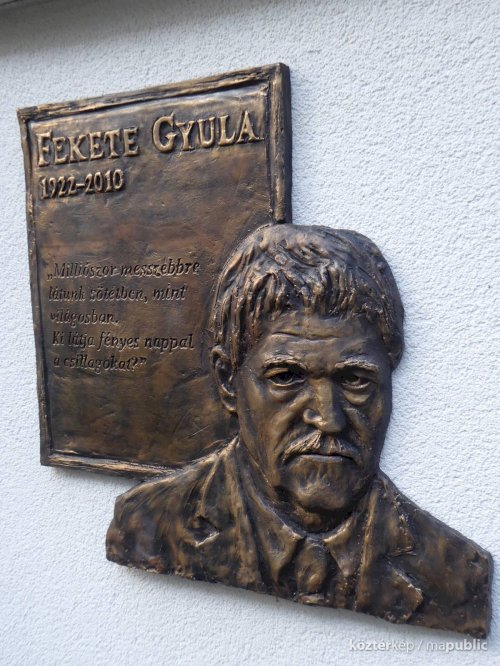 FEKETE GYULA
1922-2010
„Milliószor messzebbre
látunk sötétben, mint
világosban.
Ki látja fényes nappal
a csillagokat?"
köztérkép / mapublic